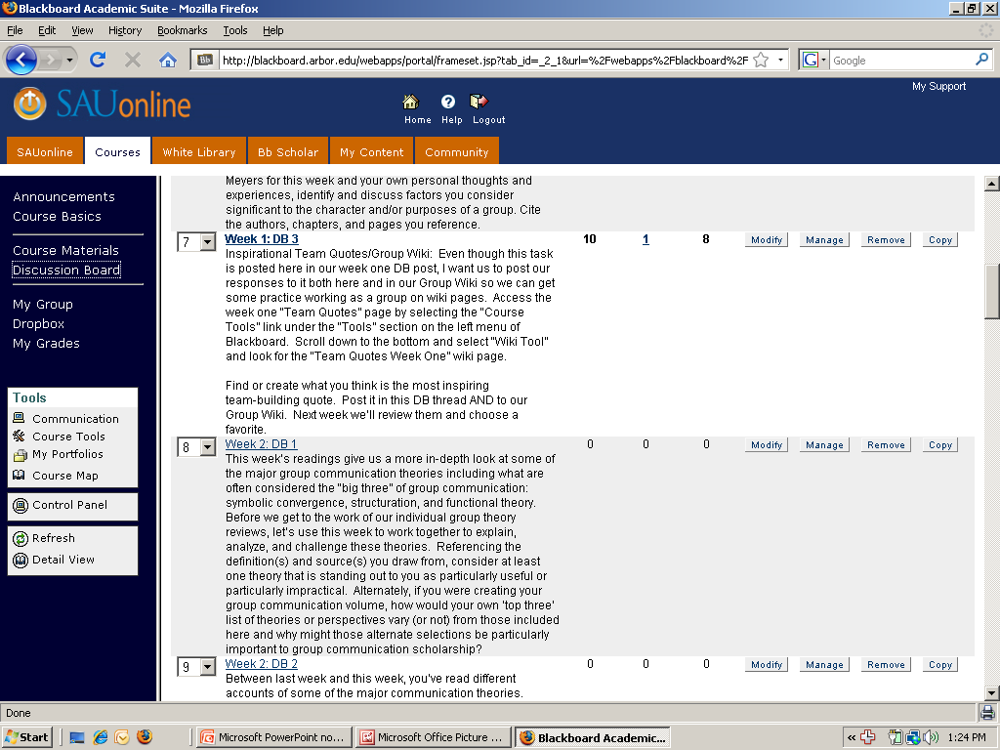 Blackboard Academic Suite - Mozilla Firefox
File Edit View History Bookmarks Tools Help
Bb http://blackboard.arbor.edu/webapps/portal/frameset.jsp?tab_id=_2_1&url=%2Fwebapps%2Fblackboard%2F G Google
My Support
SAUonline
Home Help Logout
SAUonline Courses White Library Bb Scholar My Content Community
Announcements
Course Basics
Course Materials
Discussion Board
My Group
Dropbox
My Grades
Tools
Communication
Course Tools
My Portfolios
Course Map
Control Panel
Refresh
Detail View
Meyers for this week and your own personal thoughts and
experiences, identify and discuss factors you consider
significant to the character and/or purposes of a group. Cite
the authors, chapters, and pages you reference.
7 Week 1: DB 3 10 1 8 Modify Manage Remove Copy
Inspirational Team Quotes/Group Wiki: Even though this task
is posted here in our week one DB post, I want us to post our
responses to it both here and in our Group Wiki so we can get
some practice working as a group on wiki pages. Access the
week one "Team Quotes" page by selecting the "Course
Tools" link under the "Tools" section on the left menu of
Blackboard. Scroll down to the bottom and select "Wiki Tool"
and look for the "Team Quotes Week One" wiki page.
Find or create what you think is the most inspiring
team-building quote. Post it in this DB thread AND to our
Group Wiki. Next week we'll review them and choose a
favorite.
8 Week 2: DB 1 0 0 0 Modify Manage Remove Copy
This week's readings give us a more in-depth look at some of
the major group communication theories including what are
often considered the "big three" of group communication:
symbolic convergence, structuration, and functional theory.
Before we get to the work of our individual group theory
reviews, let's use this week to work together to explain,
analyze, and challenge these theories. Referencing the
definition(s) and source(s) you draw from, consider at least
one theory that is standing out to you as particularly useful or
particularly impractical. Alternately, if you were creating your
group communication volume, how would your own 'top three'
list of theories or perspectives vary (or not) from those included
here and why might those alternate selections be particularly
important to group communication scholarship?
9 Week 2: DB 2 0 0 0 Modify Manage Remove Copy
Between last week and this week, you've read different
accounts of some of the major communication theories.
Done
Start Microsoft PowerPoint no... Microsoft Office Picture ... Blackboard Academic... « 1:24 PM